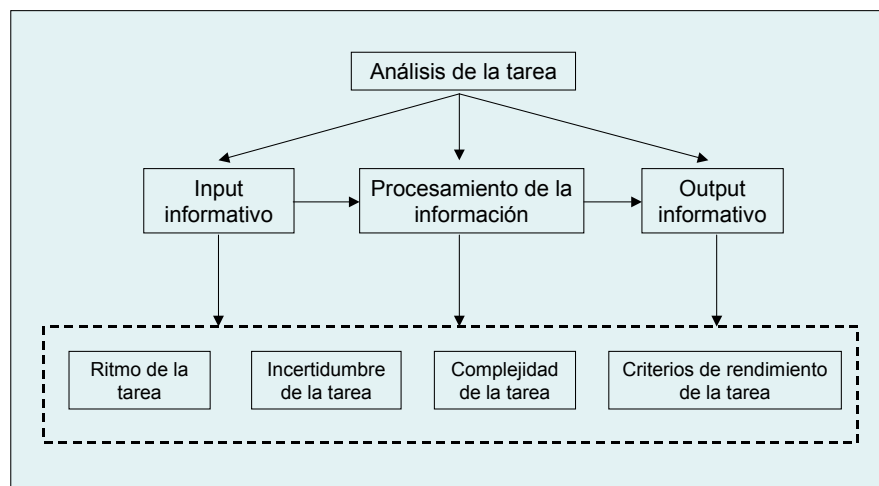 Análisis de la tarea
Input
informativo
Procesamiento de la
información
Output
informativo
Ritmo de la
tarea
Incertidumbre
de la tarea
Complejidad
de la tarea
Criterios de rendimiento
de la tarea